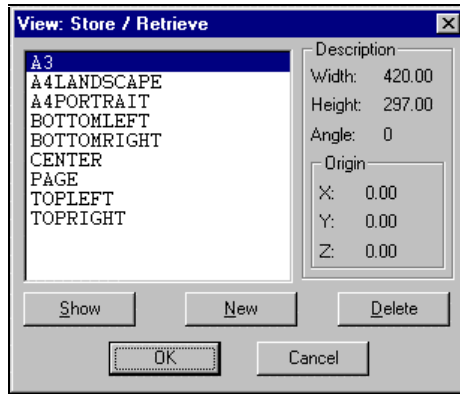 View: Store / Retrieve
A3
A4LANDSCAPE
A4PORTRAIT
BOTTOMLEFT
BOTTOMRIGHT
CENTER
PAGE
TOPLEFT
TOPRIGHT
Description
Width: 420.00
Height: 297.00
Angle: 0
Origin
X: 0.00
Y: 0.00
Z: 0.00
Show New Delete
OK Cancel